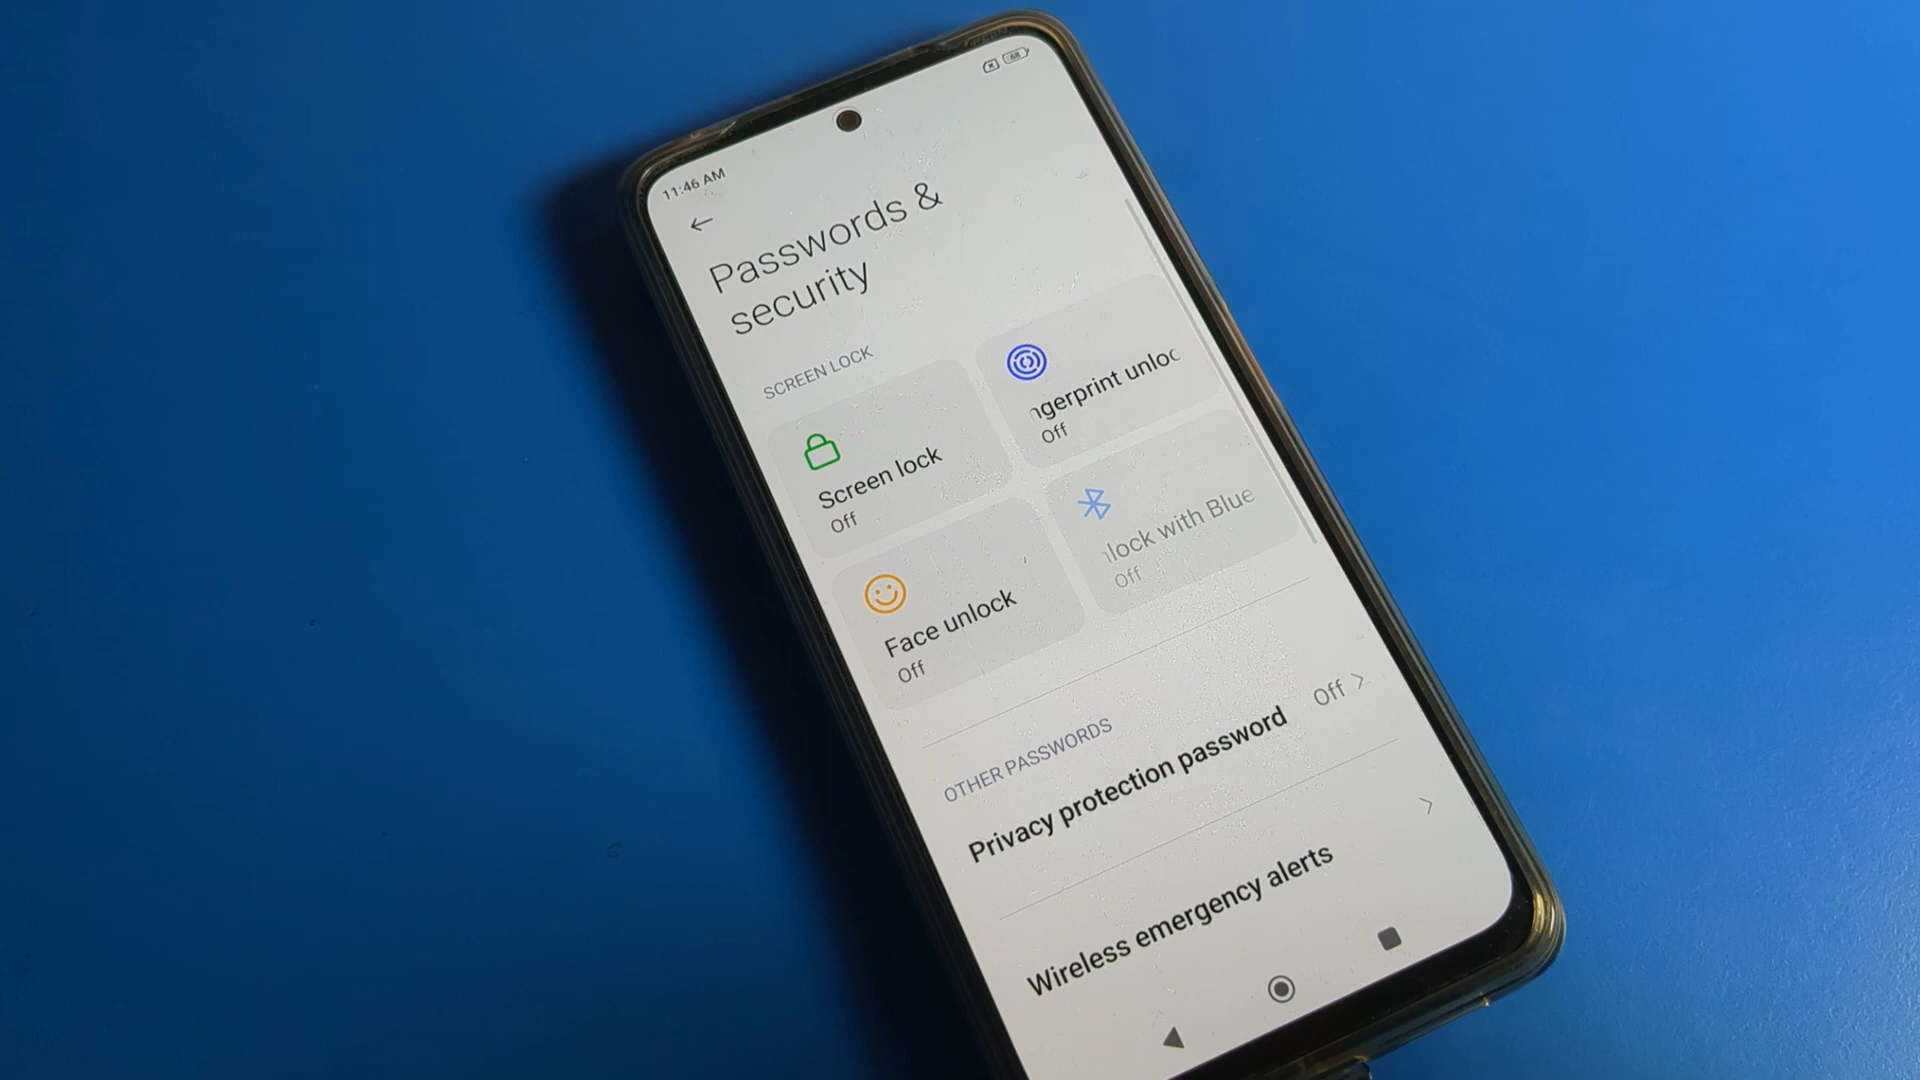 11:46 AM
68
Passwords &
security
SCREEN LOCK
Screen lock
Off
ngerprint unloc
Off
Face unlock
Off
lock with Blue
Off
OTHER PASSWORDS
Privacy protection password
Off
Wireless emergency alerts